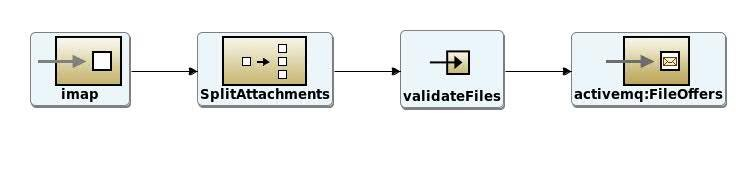 imap
SplitAttachments
validateFiles
activemq:FileOffers